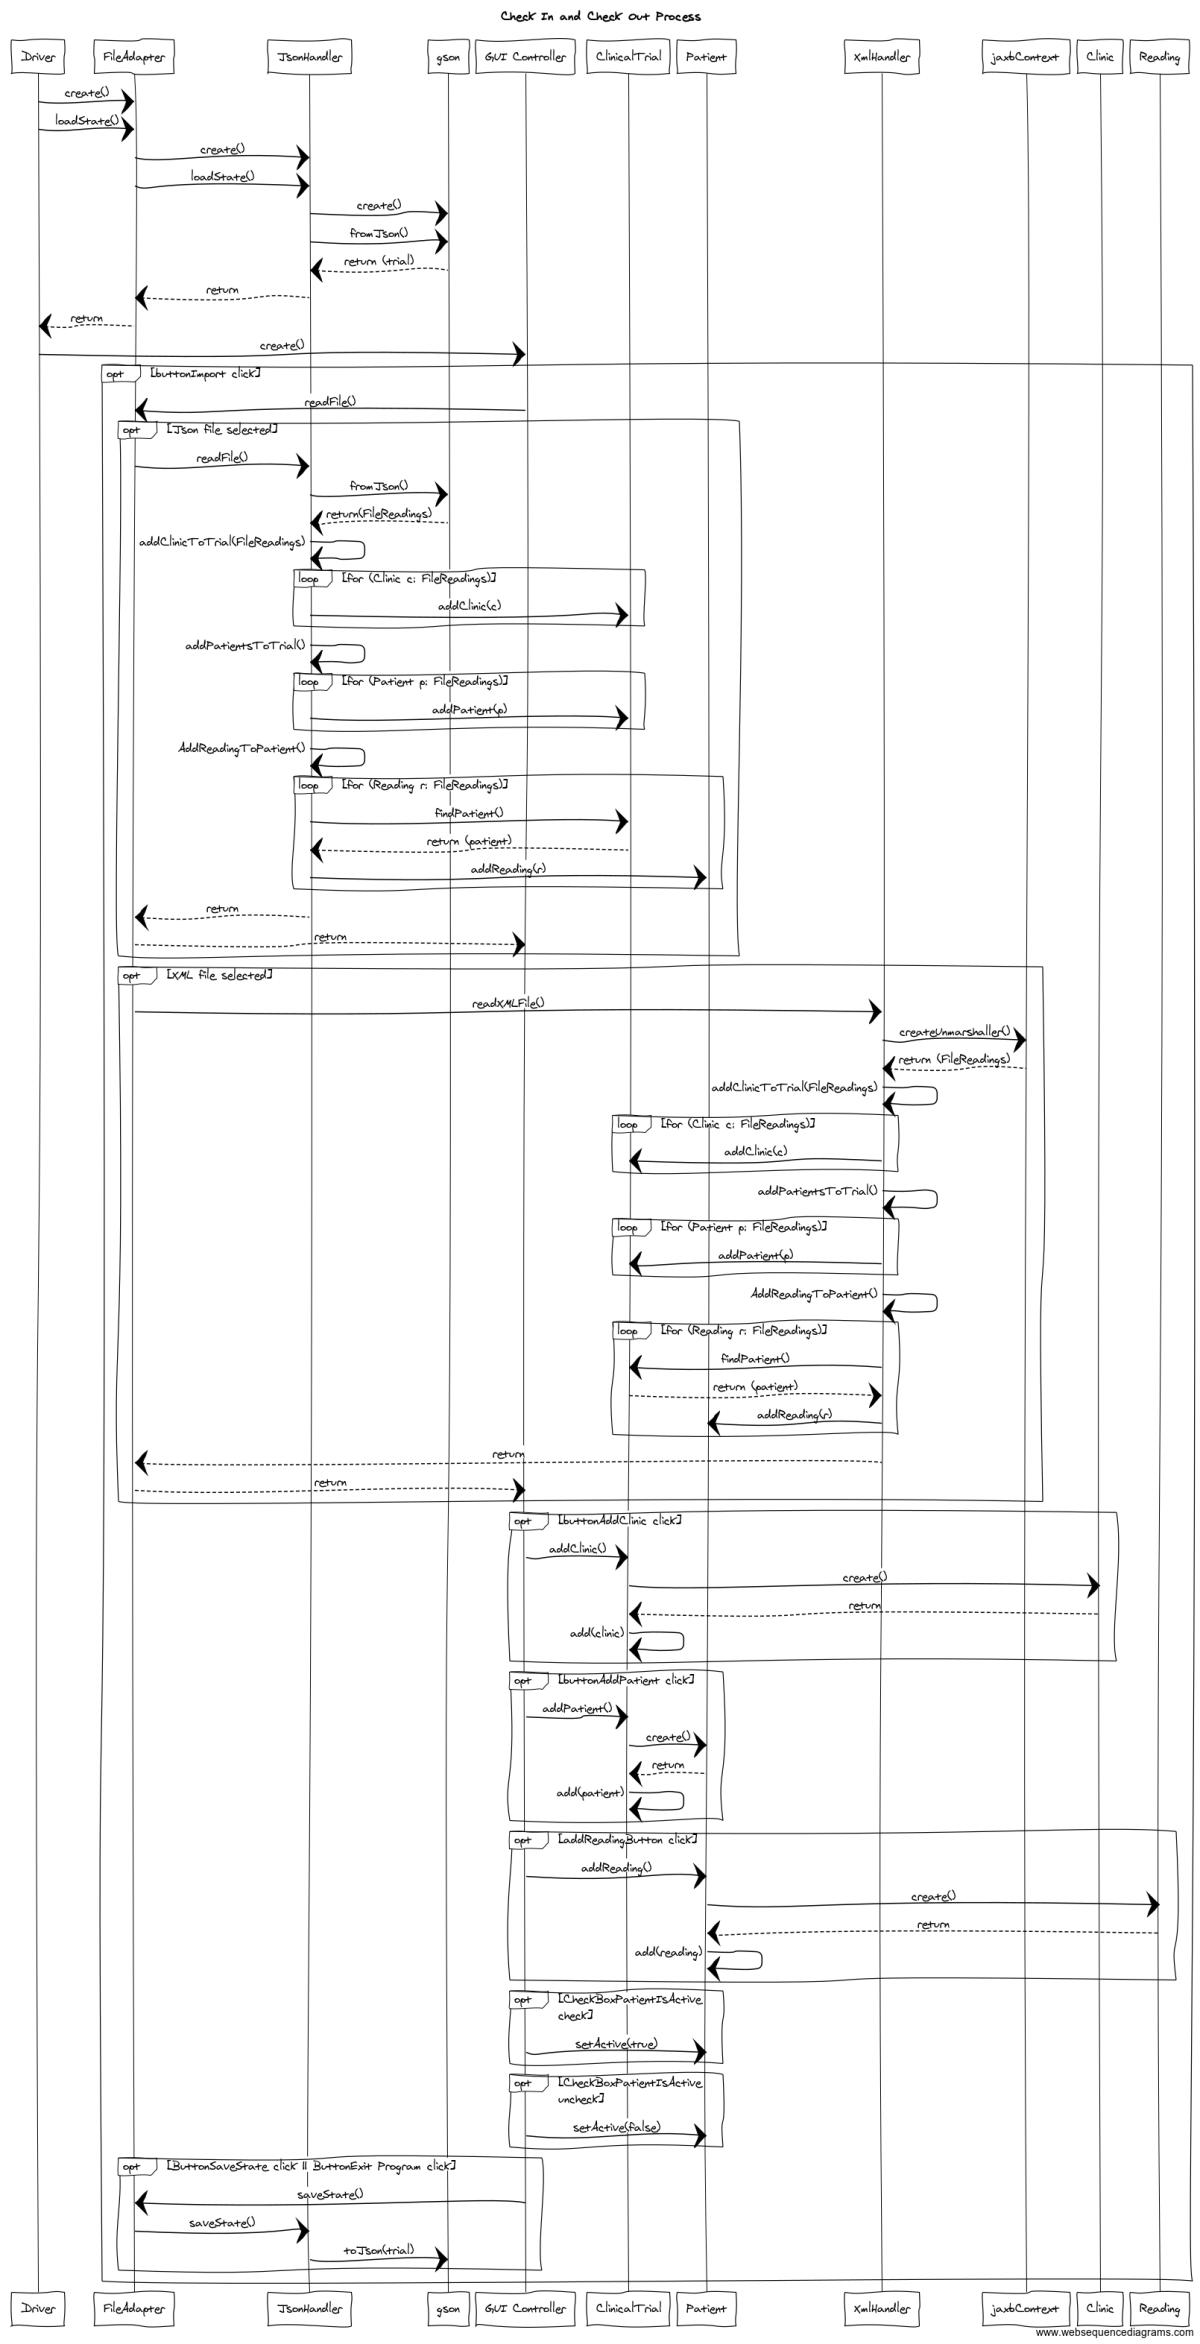 Check In and Check Out Process
Driver
FileAdapter
JsonHandler
gson
GUI Controller
ClinicalTrial
Patient
XmlHandler
jaxbContext
Clinic
Reading
create()
loadState()
create()
loadState()
create()
fromJson()
return (trial)
return
return
create()
opt
[buttonImport click]
readFile()
opt
[Json file selected]
readFile()
fromJson()
return(FileReadings)
addClinicToTrial(FileReadings)
loop
[for (Clinic c: FileReadings)]
addClinic(c)
addPatientsToTrial()
loop
[for (Patient p: FileReadings)]
addPatient(p)
AddReadingToPatient()
loop
[for (Reading r: FileReadings)]
findPatient()
return (patient)
addReading(r)
return
return
opt
[XML file selected]
readXMLFile()
createUnmarshaller()
return (FileReadings)
addClinicToTrial(FileReadings)
loop
[for (Clinic c: FileReadings)]
addClinic(c)
addPatientsToTrial()
loop
[for (Patient p: FileReadings)]
addPatient(p)
AddReadingToPatient()
loop
[for (Reading r: FileReadings)]
findPatient()
return (patient)
addReading(r)
return
return
opt
[buttonAddClinic click]
addClinic()
create()
return
add(clinic)
opt
[buttonAddPatient click]
addPatient()
create()
return
add(patient)
opt
[addReadingButton click]
addReading()
create()
return
add(reading)
opt
[CheckBoxPatientIsActive
check]
setActive(true)
opt
[CheckBoxPatientIsActive
uncheck]
setActive(false)
opt
[ButtonSaveState click || ButtonExit Program click]
saveState()
saveState()
toJson(trial)
Driver
FileAdapter
JsonHandler
gson
GUI Controller
ClinicalTrial
Patient
XmlHandler
jaxbContext
Clinic
Reading
www.websequencediagrams.com